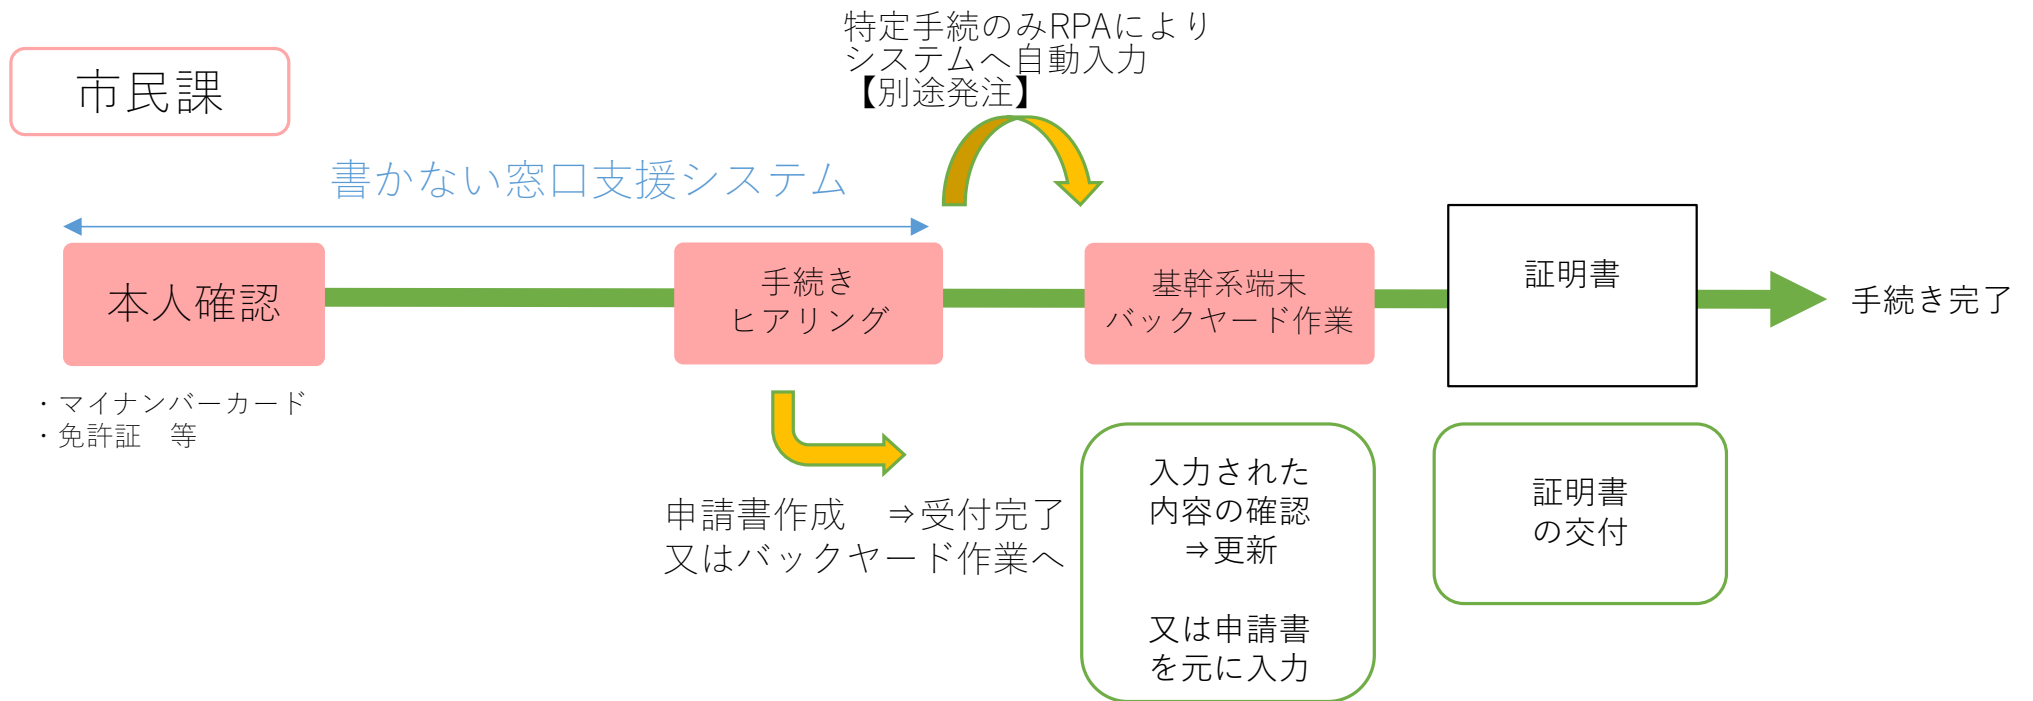 特定手続のみRPAにより
システムへ自動入力
【別途発注】
市民課
書かない窓口支援システム
本人確認
手続き
ヒアリング
基幹系端末
バックヤード作業
証明書
手続き完了
・マイナンバーカード
・免許証　等
申請書作成　⇒受付完了
又はバックヤード作業へ
入力された
内容の確認
⇒更新
又は申請書
を元に入力
証明書
の交付